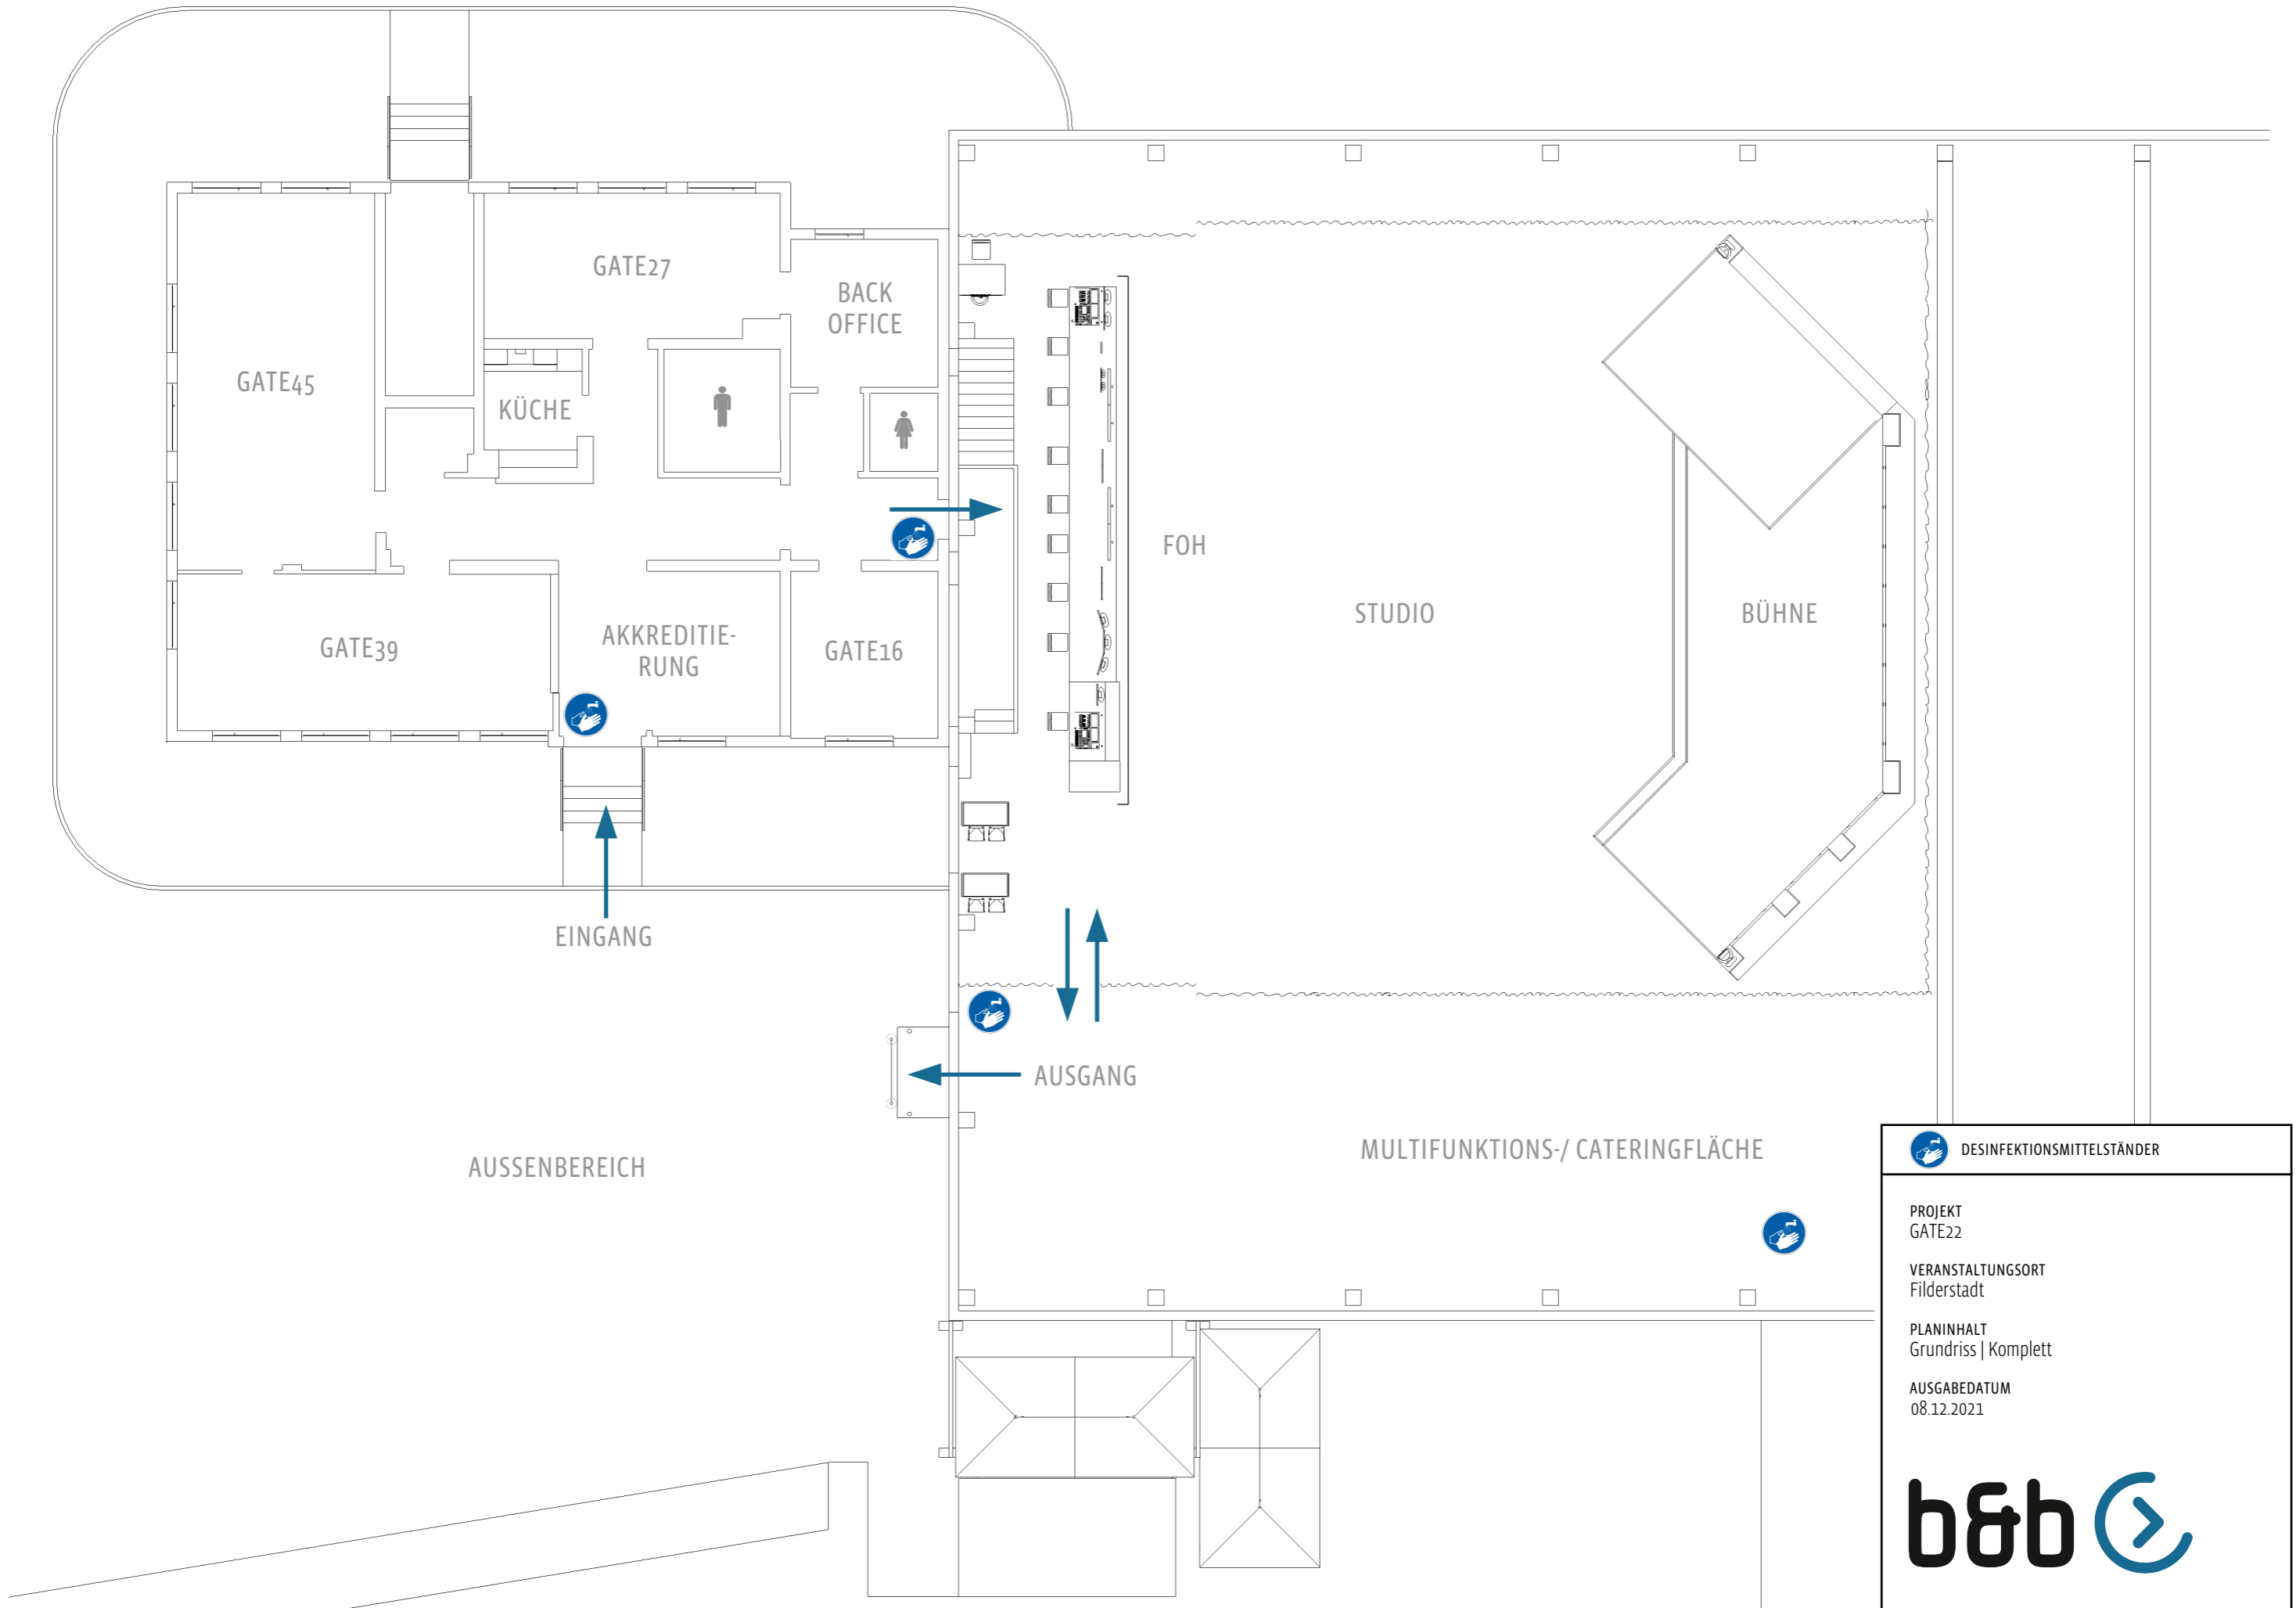 GATE27
BACK
OFFICE
GATE45
KÜCHE
FOH
STUDIO
BÜHNE
GATE39
AKKREDITIE-
RUNG
GATE16
EINGANG
AUSGANG
AUSSENBEREICH
MULTIFUNKTIONS-/ CATERINGFLÄCHE
DESINFEKTIONSMITTELSTÄNDER
PROJEKT
GATE22
VERANSTALTUNGSORT
Filderstadt
PLANINHALT
Grundriss | Komplett
AUSGABEDATUM
08.12.2021
b&b